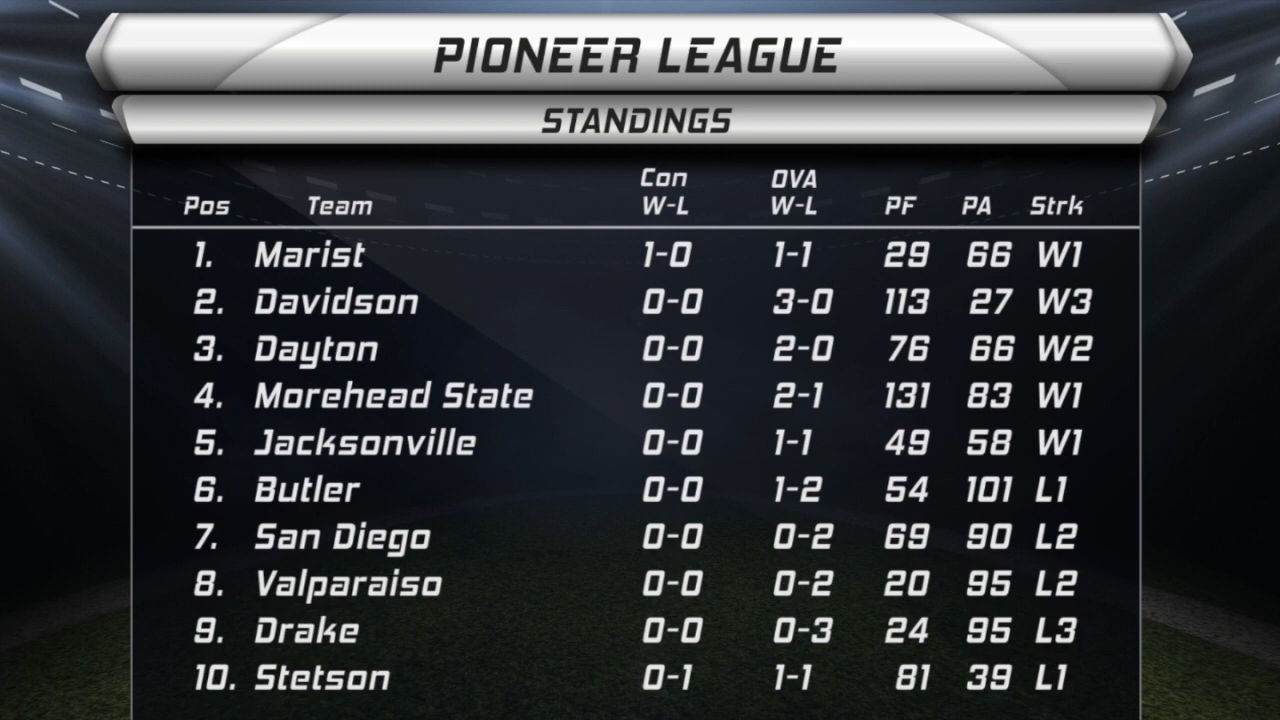 PIONEER LEAGUE
STANDINGS
Con OVA
Pos Team W-L W-L PF PA Strk
1. Marist 1-0 1-1 29 66 W1
2. Davidson 0-0 3-0 113 27 W3
3. Dayton 0-0 2-0 76 66 W2
4. Morehead State 0-0 2-1 131 83 W1
5. Jacksonville 0-0 1-1 49 58 W1
6. Butler 0-0 1-2 54 101 L1
7. San Diego 0-0 0-2 69 90 L2
8. Valparaiso 0-0 0-2 20 95 L2
9. Drake 0-0 0-3 24 95 L3
10. Stetson 0-1 1-1 81 39 L1